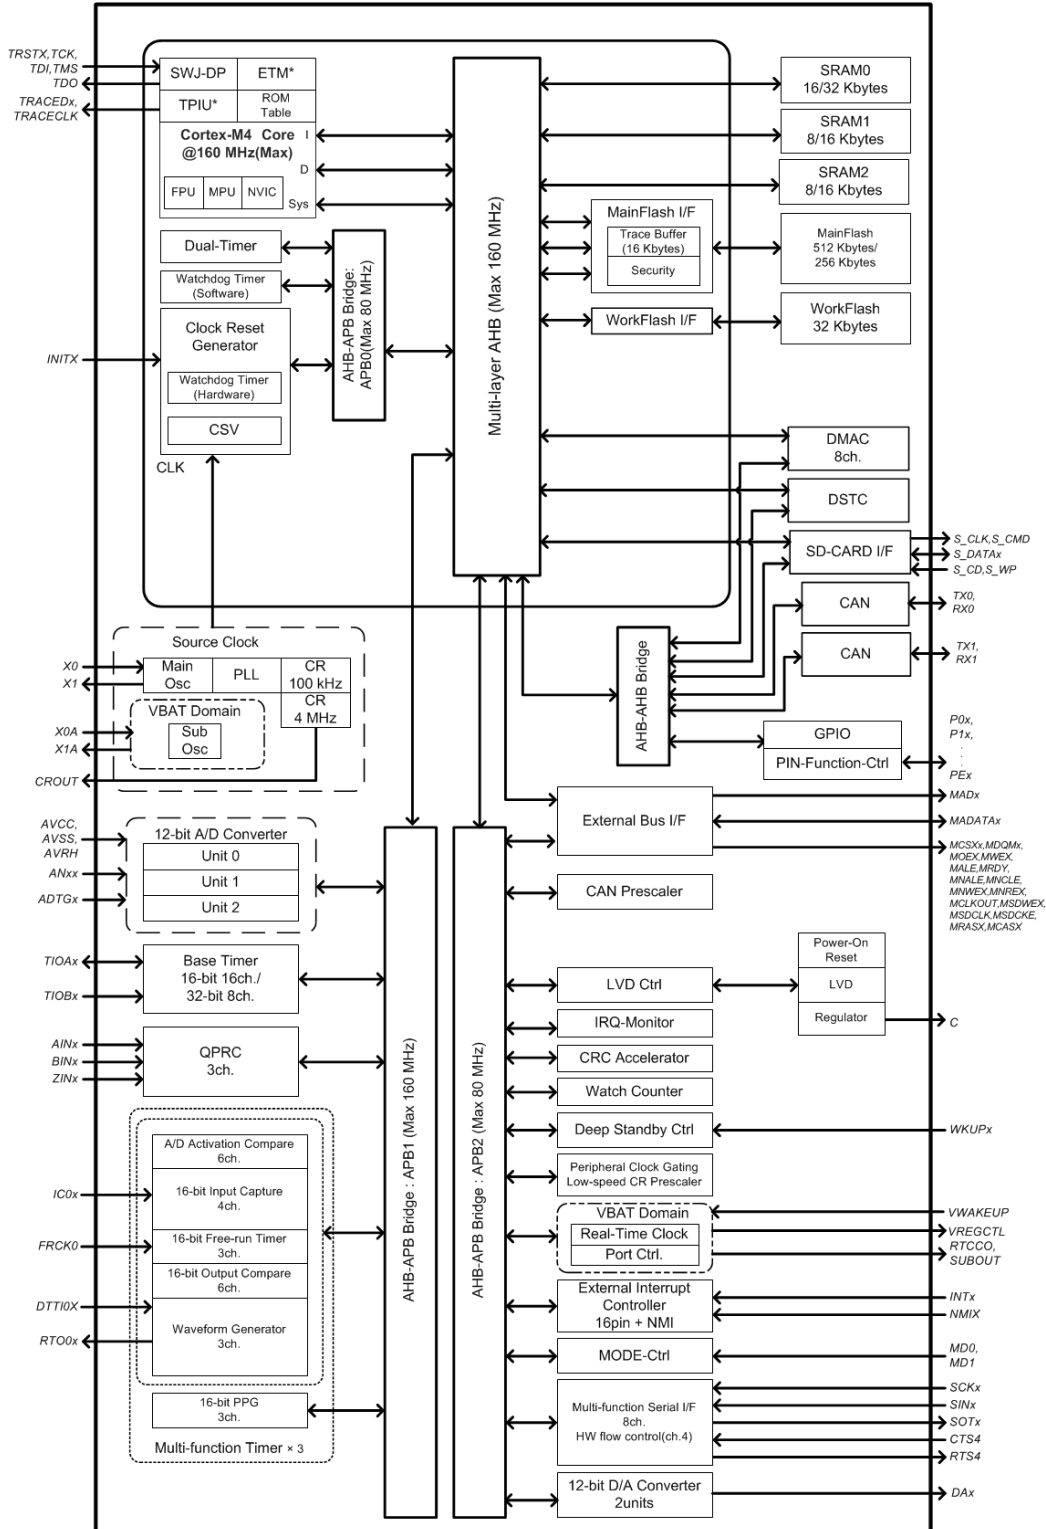 TRSTX,TCK,
TDI,TMS
TDO
TRACEDx,
TRACECLK
SWJ-DP
ETM*
TPIU*
ROM
Table
Cortex-M4 Core
@160 MHz(Max)
I
D
Sys
FPU
MPU
NVIC
Dual-Timer
Watchdog Timer
(Software)
Clock Reset
Generator
Watchdog Timer
(Hardware)
CSV
CLK
INITX
AHB-APB Bridge:
APB0(Max 80 MHz)
Multi-layer AHB (Max 160 MHz)
SRAM0
16/32 Kbytes
SRAM1
8/16 Kbytes
SRAM2
8/16 Kbytes
MainFlash I/F
Trace Buffer
(16 Kbytes)
Security
MainFlash
512 Kbytes/
256 Kbytes
WorkFlash I/F
WorkFlash
32 Kbytes
DMAC
8ch.
DSTC
SD-CARD I/F
S_CLK,S_CMD
S_DATAx
S_CD,S_WP
CAN
TX0,
RX0
CAN
TX1,
RX1
AHB-AHB Bridge
GPIO
PIN-Function-Ctrl
P0x,
P1x,
.
.
.
PEx
Source Clock
X0
X1
Main
Osc
PLL
CR
100 kHz
CR
4 MHz
VBAT Domain
Sub
Osc
X0A
X1A
CROUT
External Bus I/F
MADx
MADATAx
MCSXx,MDQMx,
MOEX,MWEX,
MALE,MRDY,
MNALE,MNCLE,
MNWEX,MNREX,
MCLKOUT,MSDWEX,
MSDCLK,MSDCKE,
MRASX,MCASX
AVCC,
AVSS,
AVRH
ANxx
ADTGx
12-bit A/D Converter
Unit 0
Unit 1
Unit 2
CAN Prescaler
TIOAx
TIOBx
Base Timer
16-bit 16ch./
32-bit 8ch.
LVD Ctrl
Power-On
Reset
LVD
Regulator
C
IRQ-Monitor
AINx
BINx
ZINx
QPRC
3ch.
CRC Accelerator
Watch Counter
Deep Standby Ctrl
WKUPx
Peripheral Clock Gating
Low-speed CR Prescaler
AHB-APB Bridge : APB1 (Max 160 MHz)
AHB-APB Bridge : APB2 (Max 80 MHz)
A/D Activation Compare
6ch.
IC0x
16-bit Input Capture
4ch.
FRCK0
16-bit Free-run Timer
3ch.
16-bit Output Compare
6ch.
DTTI0X
RTO0x
Waveform Generator
3ch.
16-bit PPG
3ch.
Multi-function Timer × 3
VBAT Domain
Real-Time Clock
Port Ctrl.
VWAKEUP
VREGCTL
RTCCO,
SUBOUT
External Interrupt
Controller
16pin + NMI
INTx
NMIX
MODE-Ctrl
MD0,
MD1
Multi-function Serial I/F
8ch.
HW flow control(ch.4)
SCKx
SINx
SOTx
CTS4
RTS4
12-bit D/A Converter
2units
DAx